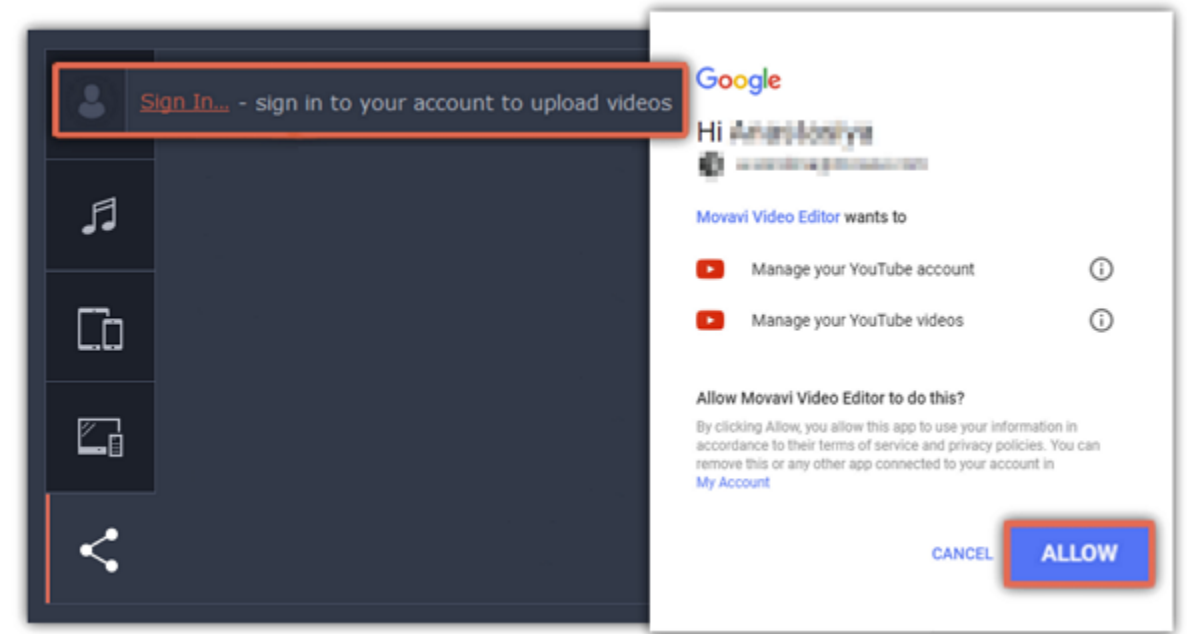 Sign In... - sign in to your account to upload videos
Google
Hi
Movavi Video Editor wants to
Manage your YouTube account
Manage your YouTube videos
Allow Movavi Video Editor to do this?
By clicking Allow, you allow this app to use your information in
accordance to their terms of service and privacy policies. You can
remove this or any other app connected to your account in
My Account
CANCEL ALLOW